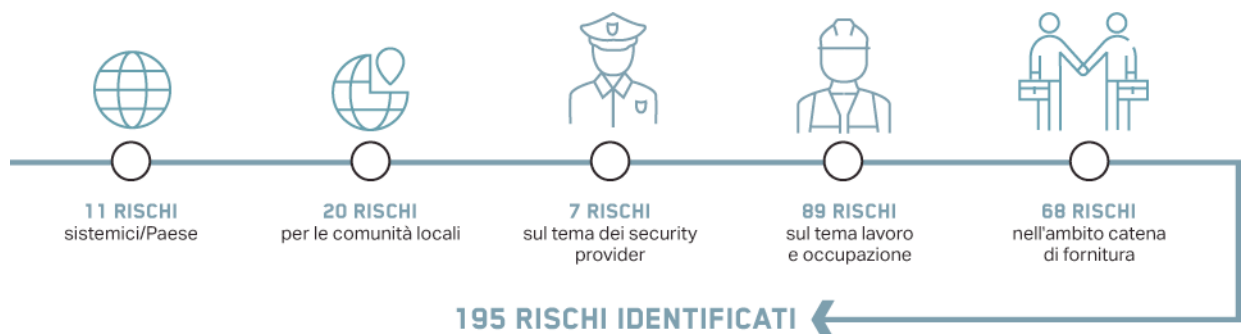 11 RISCHI
sistemici/Paese
20 RISCHI
per le comunità locali
7 RISCHI
sul tema dei security
provider
89 RISCHI
sul tema lavoro
e occupazione
68 RISCHI
nell'ambito catena
di fornitura
195 RISCHI IDENTIFICATI